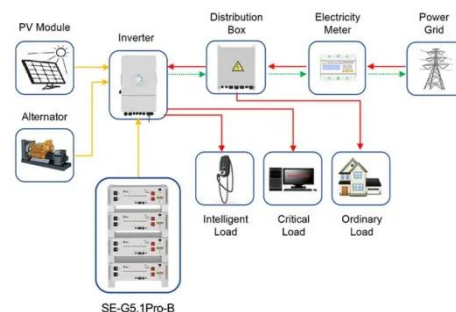 PV Module
Inverter
Distribution
Box
Electricity
Meter
Power
Grid
Alternator
Intelligent
Load
Critical
Load
Ordinary
Load
SE-G5.1Pro-B